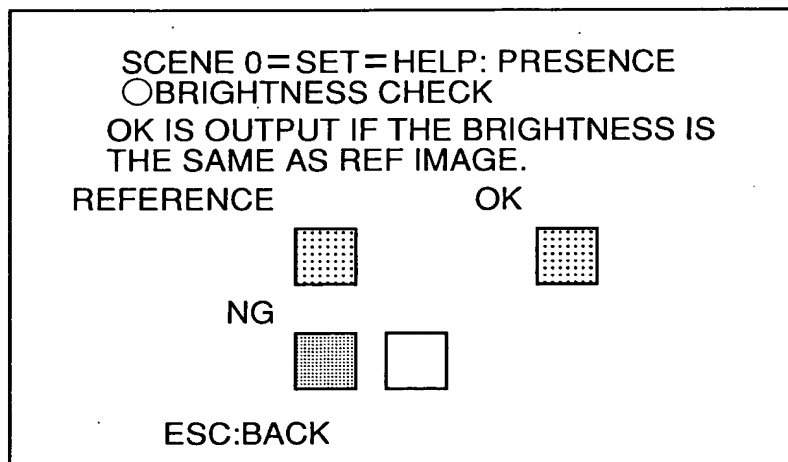 SCENE 0=SET=HELP: PRESENCE
○BRIGHTNESS CHECK
OK IS OUTPUT IF THE BRIGHTNESS IS
THE SAME AS REF IMAGE.
REFERENCE OK
NG
ESC:BACK